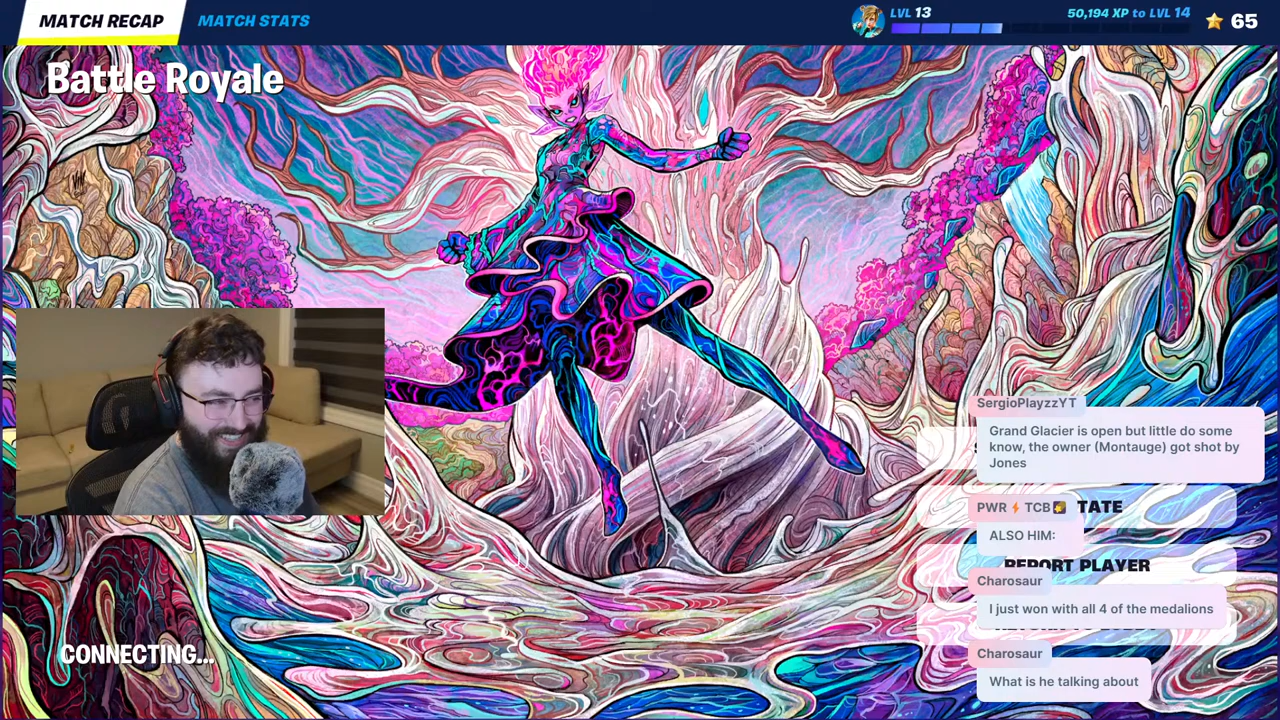 MATCH RECAP
MATCH STATS
LVL 13
50,194 XP to LVL 14
65
Battle Royale
SergioPlayzzYT
Grand Glacier is open but little do some
know, the owner (Montauge) got shot by
Jones
PWR⚡TCB
TATE
ALSO HIM:
REPORT PLAYER
Charosaur
I just won with all 4 of the medalions
Charosaur
What is he talking about
CONNECTING...